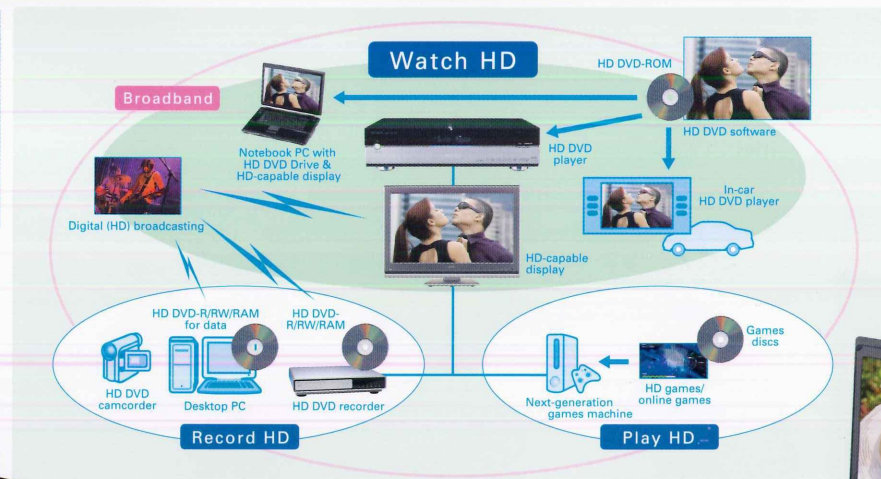 Watch HD
Broadband
HD DVD-ROM
HD DVD software
Notebook PC with
HD DVD Drive &
HD-capable display
HD DVD
player
In-car
HD DVD player
Digital (HD) broadcasting
HD-capable
display
HD DVD-R/RW/RAM
for data
HD DVD-
R/RW/RAM
HD DVD
camcorder
Desktop PC
HD DVD recorder
Record HD
Games
discs
Next-generation
games machine
HD games/
online games
Play HD